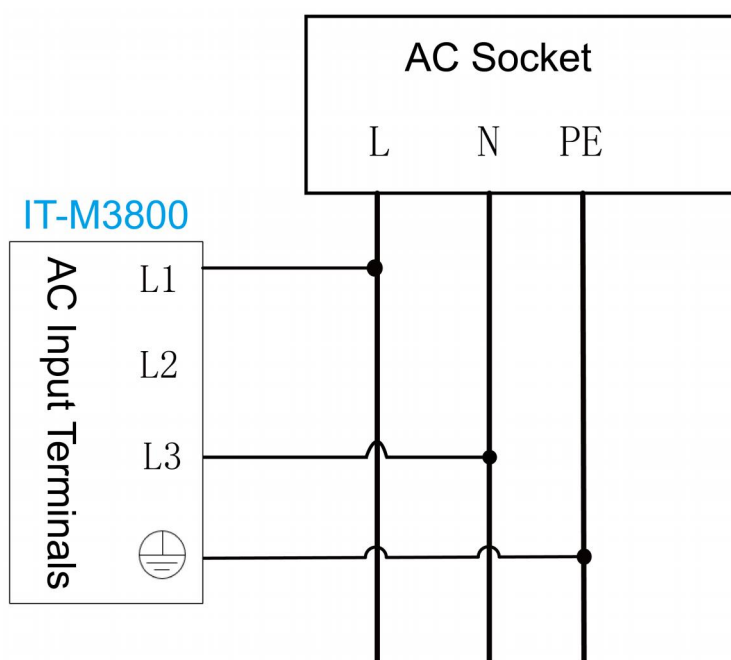 AC Socket
L N PE
IT-M3800
AC Input Terminals
L1
L2
L3